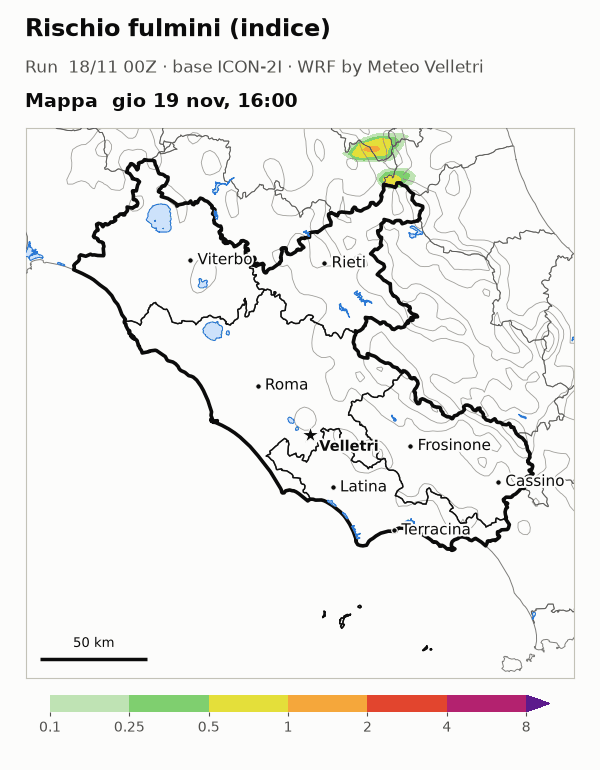 Rischio fulmini (indice)
Run  18/11 00Z · base ICON-2I · WRF by Meteo Velletri
Mappa  gio 19 nov, 16:00
Viterbo
Rieti
Roma
Velletri
Frosinone
Cassino
Latina
Terracina
50 km
0.1 0.25 0.5 1 2 4 8